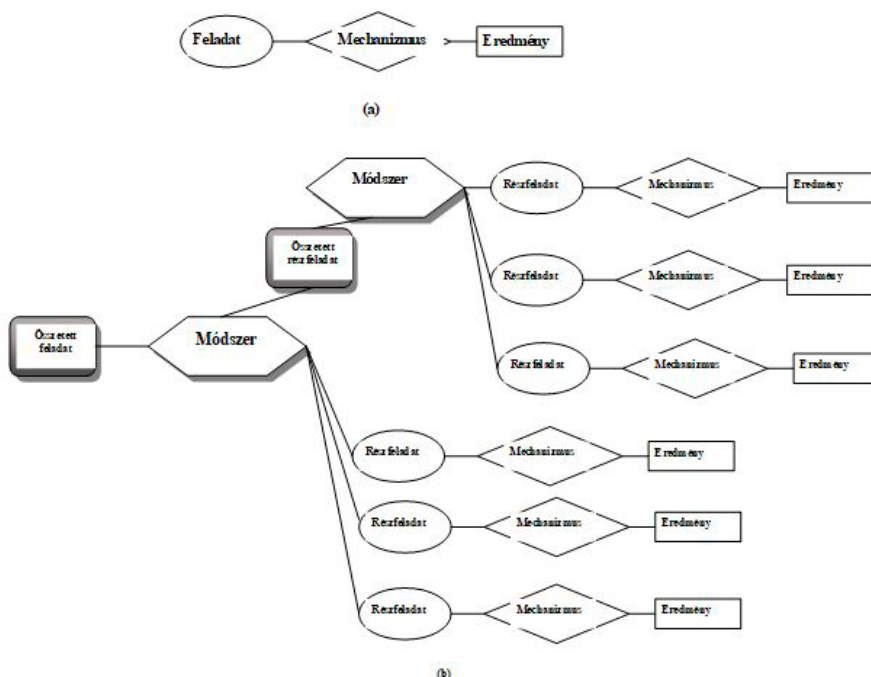 Feladat
Mechanizmus
Eredmény
(a)
Módszer
Részfeladat
Mechanizmus
Eredmény
Összetett
részfeladat
Részfeladat
Mechanizmus
Eredmény
Összetett
feladat
Módszer
Részfeladat
Mechanizmus
Eredmény
Részfeladat
Mechanizmus
Eredmény
Részfeladat
Mechanizmus
Eredmény
Részfeladat
Mechanizmus
Eredmény
(b)